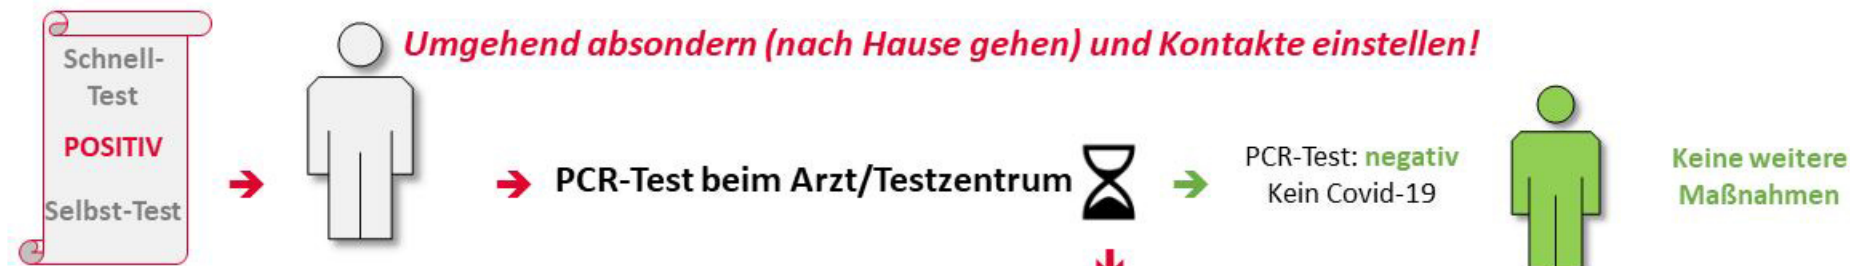 Schnell-
Test
POSITIV
Selbst-Test
Umgehend absondern (nach Hause gehen) und Kontakte einstellen!
PCR-Test beim Arzt/Testzentrum
PCR-Test: negativ
Kein Covid-19
Keine weitere
Maßnahmen